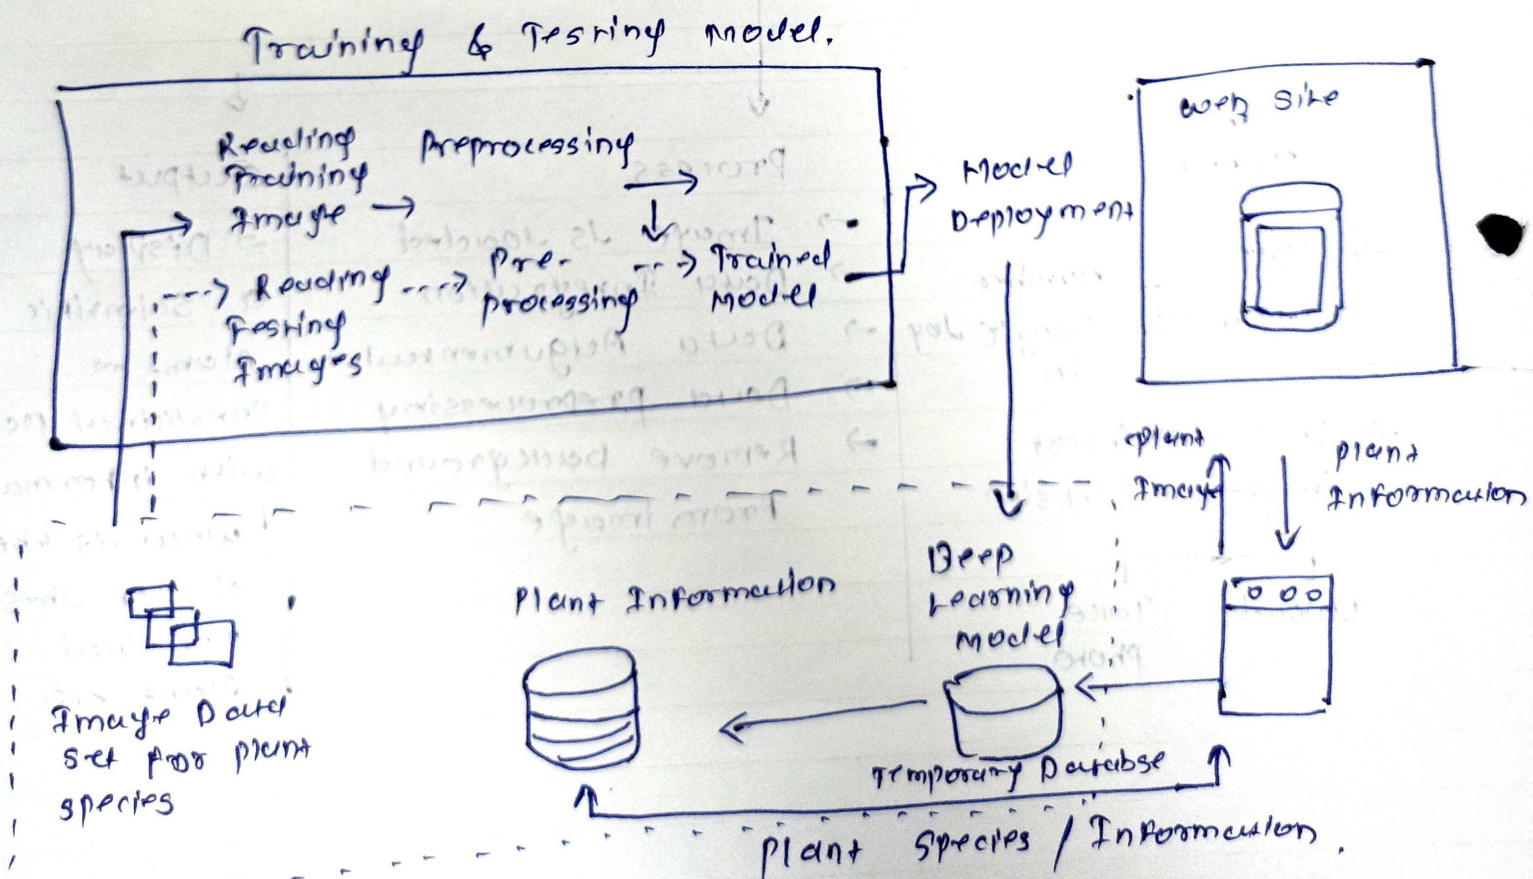 Training & Testing Model.
Reading
Training
Image
Preprocessing
Reading
Testing
Images
Pre-
processing
Trained
Model
Model
Deployment
Web Site
Plant
Image
Plant
Information
Image Data
Set for plant
species
Plant Information
Deep
Learning
Model
Temporary Databse
Plant Species / Information.